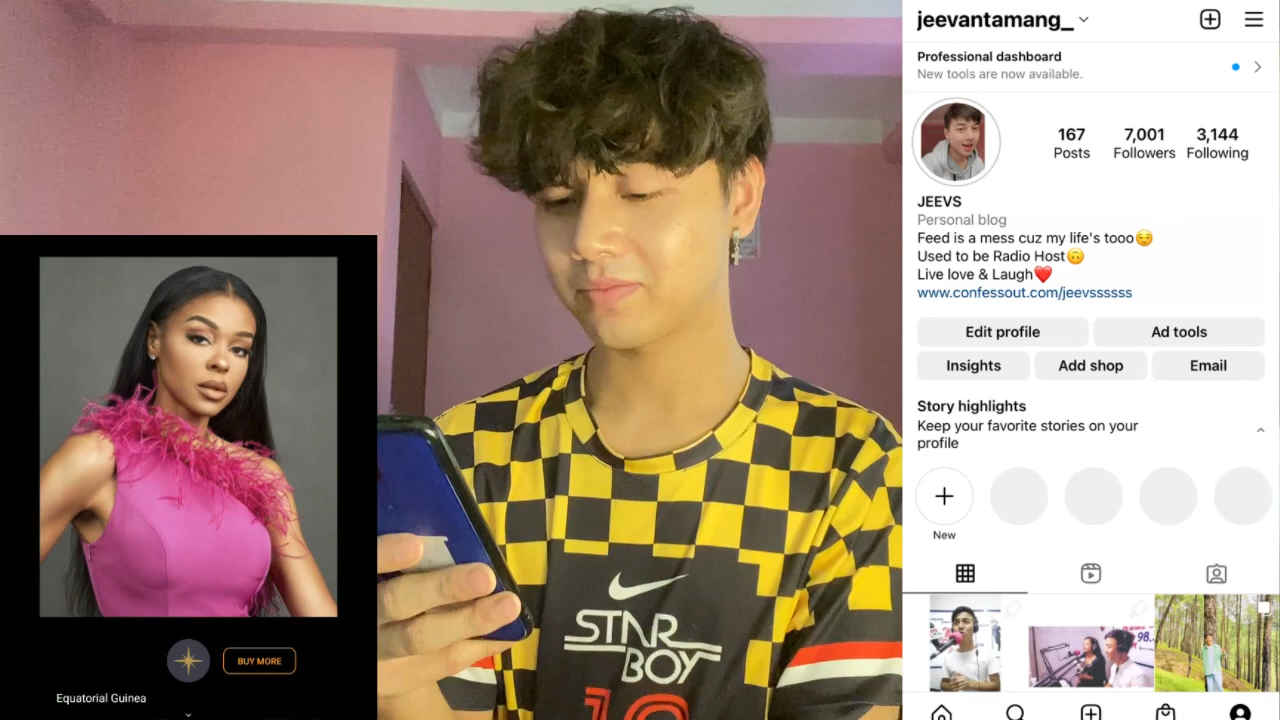 BUY MORE
Equatorial Guinea
STAR
BOY
10
jeevantamang_
Professional dashboard
New tools are now available.
167
7,001
3,144
Posts
Followers
Following
JEEVS
Personal blog
Feed is a mess cuz my life's tooo😌
Used to be Radio Host🙃
Live love & Laugh❤️
www.confessout.com/jeevssssss
Edit profile
Ad tools
Insights
Add shop
Email
Story highlights
Keep your favorite stories on your
profile
New
98.